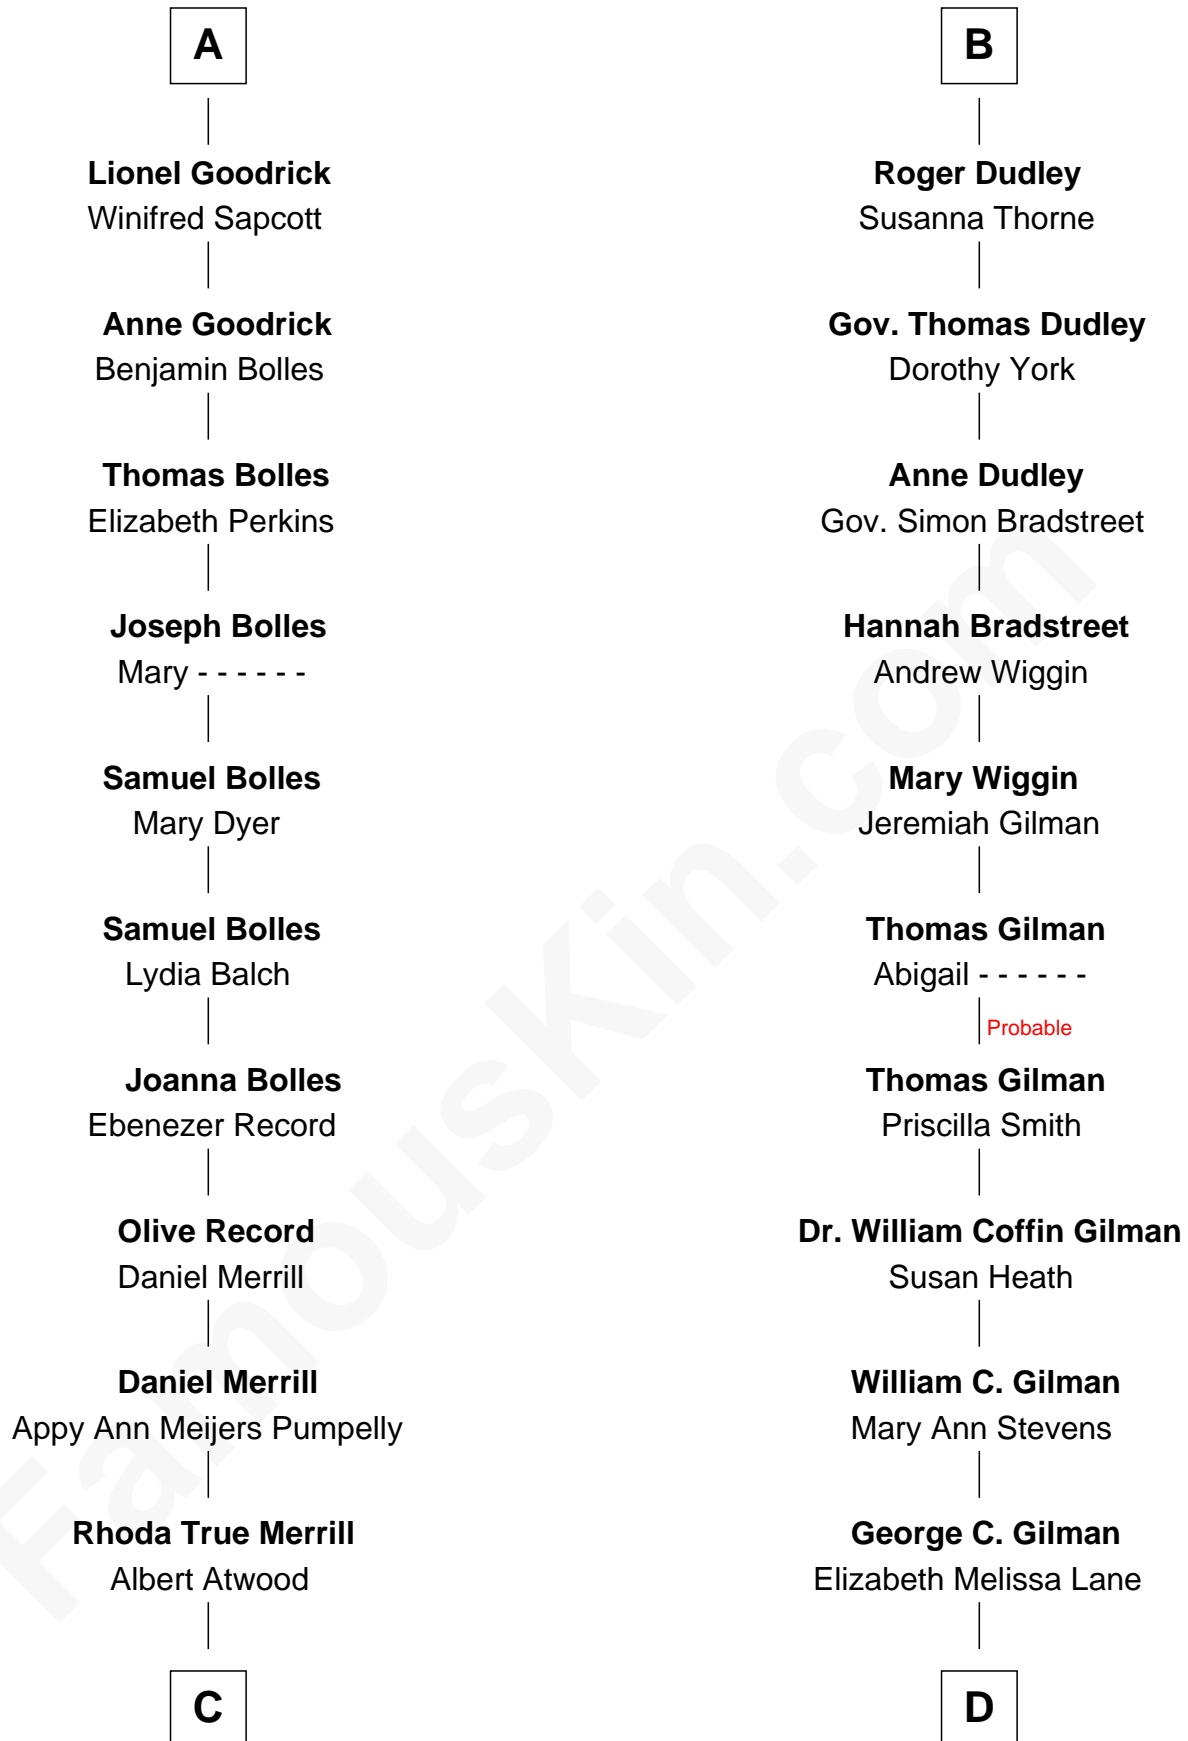 A
Lionel Goodrick
Winifred Sapcott
Anne Goodrick
Benjamin Bolles
Thomas Bolles
Elizabeth Perkins
Joseph Bolles
Mary - - - - - -
Samuel Bolles
Mary Dyer
Samuel Bolles
Lydia Balch
Joanna Bolles
Ebenezer Record
Olive Record
Daniel Merrill
Daniel Merrill
Appy Ann Meijers Pumpelly
Rhoda True Merrill
Albert Atwood
C
B
Roger Dudley
Susanna Thorne
Gov. Thomas Dudley
Dorothy York
Anne Dudley
Gov. Simon Bradstreet
Hannah Bradstreet
Andrew Wiggin
Mary Wiggin
Jeremiah Gilman
Thomas Gilman
Abigail - - - - - -
Probable
Thomas Gilman
Priscilla Smith
Dr. William Coffin Gilman
Susan Heath
William C. Gilman
Mary Ann Stevens
George C. Gilman
Elizabeth Melissa Lane
D
FamousKin.com